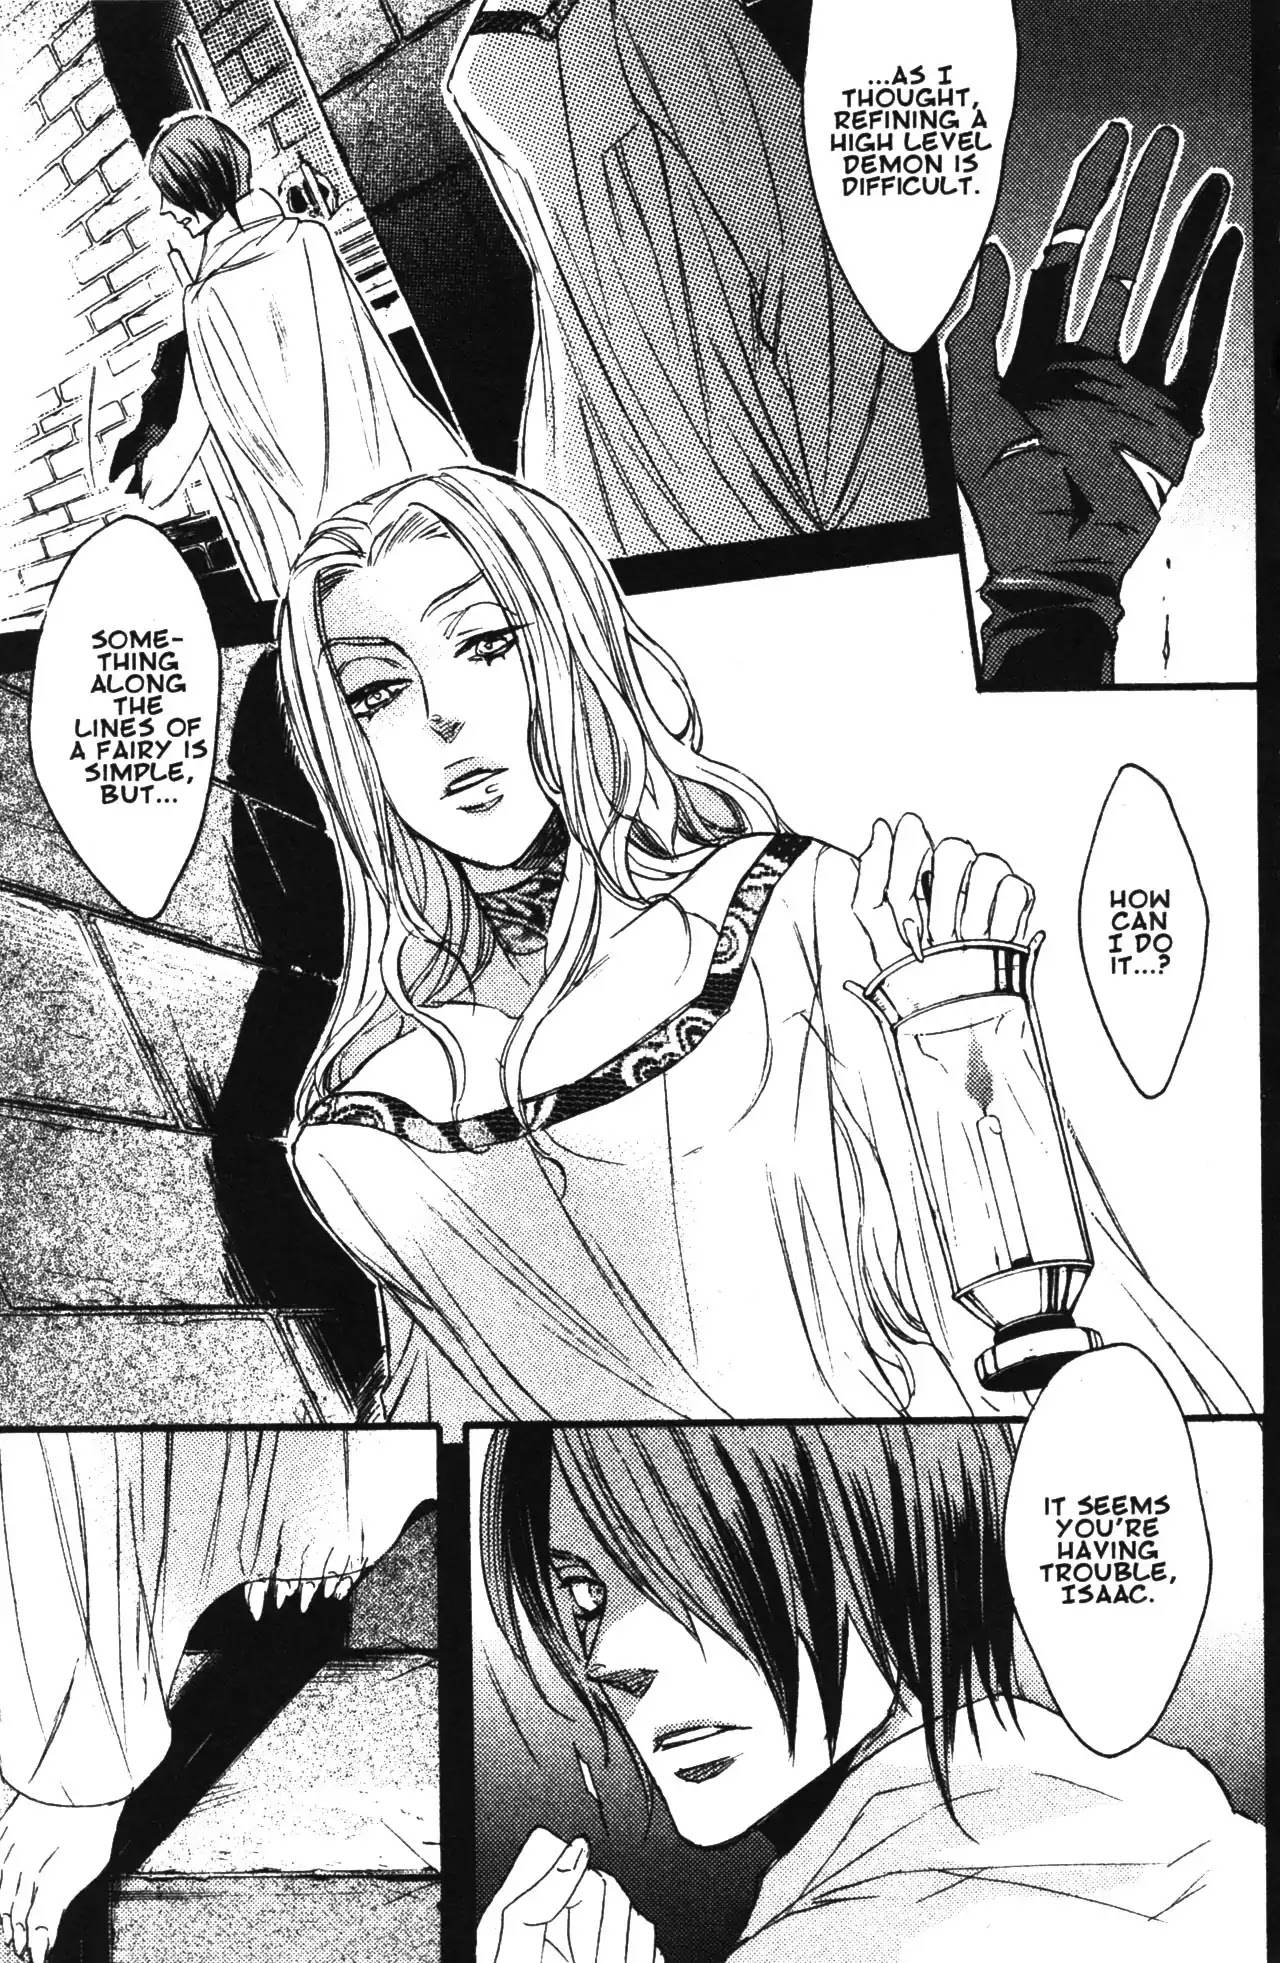 ...AS I
THOUGHT,
REFINING A
HIGH LEVEL
DEMON IS
DIFFICULT.
SOME-
THING
ALONG
THE
LINES OF
A FAIRY IS
SIMPLE,
BUT...
HOW
CAN
I DO
IT...?
IT SEEMS
YOU'RE
HAVING
TROUBLE,
ISAAC.